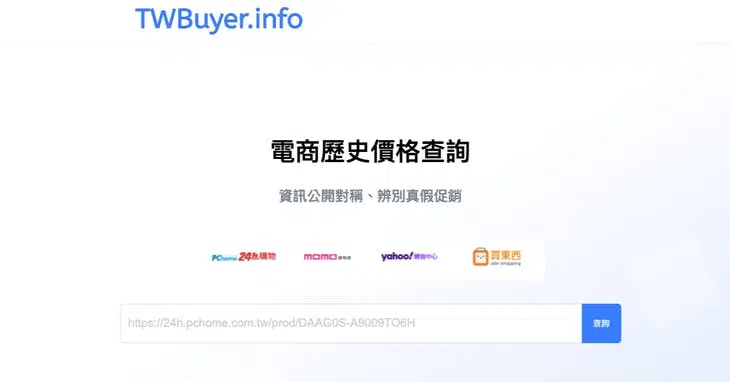 TWBuyer.info
電商歷史價格查詢
資訊公開對稱、辨別真假促銷
PChome 24h購物 momo購物網 yahoo!購物中心 買東西
udn shopping
https://24h.pchome.com.tw/prod/DAAG0S-A9009TO6H 查詢